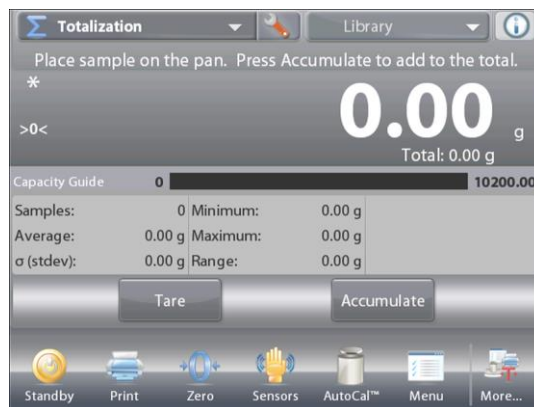 Σ Totalization Library i
Place sample on the pan. Press Accumulate to add to the total.
*
>0<
0.00 g
Total: 0.00 g
Capacity Guide 0 10200.00
Samples: 0 Minimum: 0.00 g
Average: 0.00 g Maximum: 0.00 g
σ (stdev): 0.00 g Range: 0.00 g
Tare Accumulate
Standby Print Zero Sensors AutoCal™ Menu More...